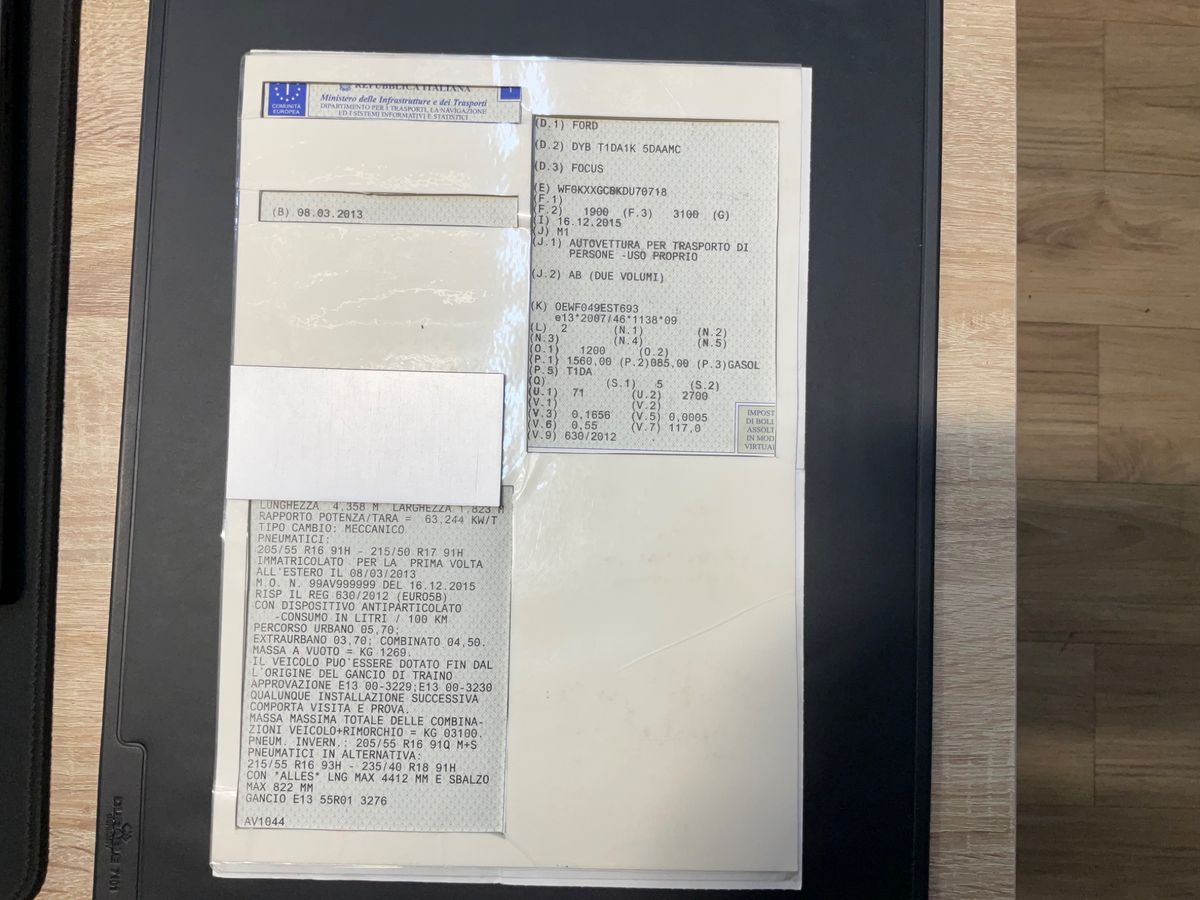 COMUNITÀ
EUROPEA
REPUBBLICA ITALIANA
Ministero delle Infrastrutture e dei Trasporti
DIPARTIMENTO PER I TRASPORTI, LA NAVIGAZIONE
ED I SISTEMI INFORMATIVI E STATISTICI
(B) 08.03.2013
LUNGHEZZA 4.358 M LARGHEZZA 1.823 M
RAPPORTO POTENZA/TARA = 63.244 KW/T
TIPO CAMBIO: MECCANICO
PNEUMATICI:
205/55 R16 91H - 215/50 R17 91H
IMMATRICOLATO PER LA PRIMA VOLTA
ALL'ESTERO IL 08/03/2013
M.O. N. 99AV999999 DEL 16.12.2015
RISP IL REG 630/2012 (EURO5B)
CON DISPOSITIVO ANTIPARTICOLATO
-CONSUMO IN LITRI / 100 KM
PERCORSO URBANO 05,70;
EXTRAURBANO 03,70; COMBINATO 04,50.
MASSA A VUOTO = KG 1269.
IL VEICOLO PUO'ESSERE DOTATO FIN DAL
L'ORIGINE DEL GANCIO DI TRAINO
APPROVAZIONE E13 00-3229;E13 00-3230
QUALUNQUE INSTALLAZIONE SUCCESSIVA
COMPORTA VISITA E PROVA.
MASSA MASSIMA TOTALE DELLE COMBINA-
ZIONI VEICOLO+RIMORCHIO = KG 03100.
PNEUM. INVERN.: 205/55 R16 91Q M+S
PNEUMATICI IN ALTERNATIVA:
215/55 R16 93H - 235/40 R18 91H
CON *ALLES* LNG MAX 4412 MM E SBALZO
MAX 822 MM
GANCIO E13 55R01 3276
AV1044
(D.1) FORD
(D.2) DYB T1DA1K 5DAAMC
(D.3) FOCUS
(E) WF0KXXGCBKDU70718
(F.1)
(F.2) 1900 (F.3) 3100 (G)
(I) 16.12.2015
(J) M1
(J.1) AUTOVETTURA PER TRASPORTO DI
PERSONE -USO PROPRIO
(J.2) AB (DUE VOLUMI)
(K) OEWF049EST693
e13*2007/46*1138*09
(L) 2 (N.1) (N.2)
(N.3) (N.4) (N.5)
(O.1) 1200 (O.2)
(P.1) 1560,00 (P.2)085,00 (P.3)GASOL
(P.5) T1DA
(Q) (S.1) 5 (S.2)
(U.1) 71 (U.2) 2700
(V.1) (V.2)
(V.3) 0,1656 (V.5) 0,0005
(V.6) 0,55 (V.7) 117,0
(V.9) 630/2012
IMPOST
DI BOLL
ASSOLT
IN MOD
VIRTUAL